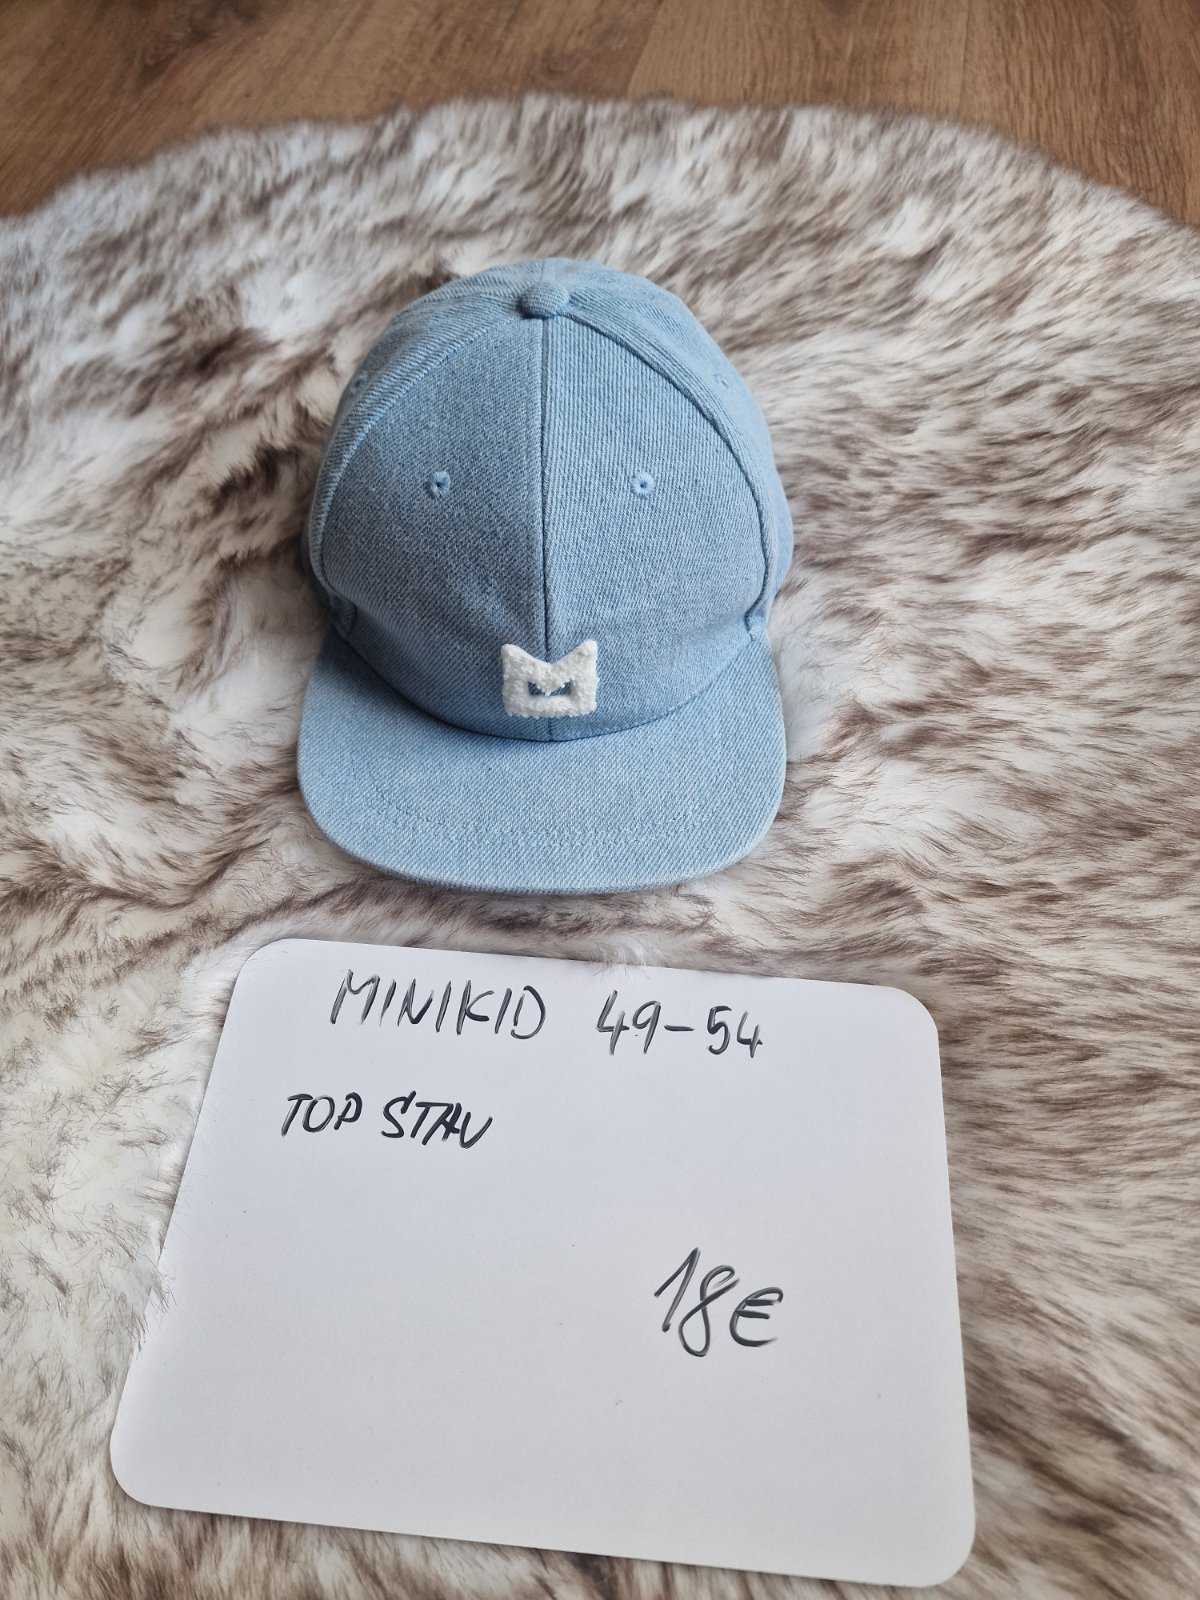 MINIKID 49-54
TOP STAV
18€